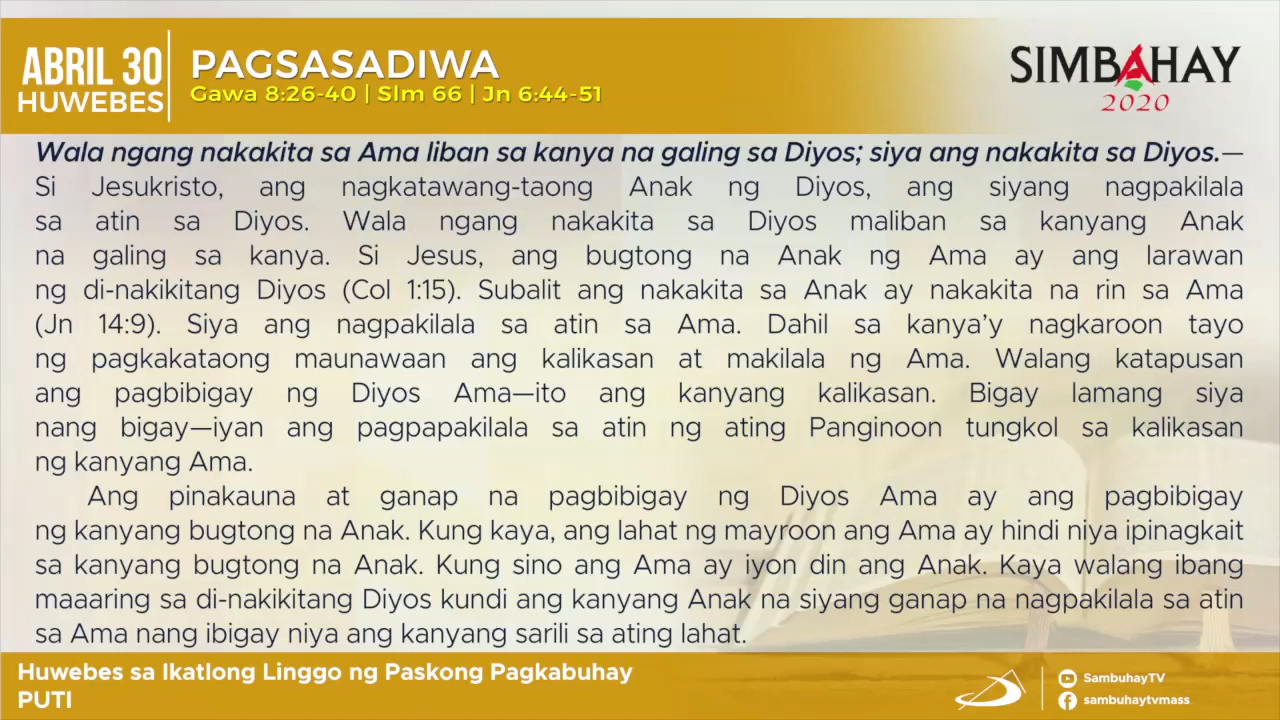 ABRIL 30
HUWEBES
PAGSASADIWA
Gawa 8:26-40 | Slm 66 | Jn 6:44-51
SIMBAHAY
2020
Wala ngang nakakita sa Ama liban sa kanya na galing sa Diyos; siya ang nakakita sa Diyos.—
Si Jesukristo, ang nagkatawang-taong Anak ng Diyos, ang siyang nagpakilala
sa atin sa Diyos. Wala ngang nakakita sa Diyos maliban sa kanyang Anak
na galing sa kanya. Si Jesus, ang bugtong na Anak ng Ama ay ang larawan
ng di-nakikitang Diyos (Col 1:15). Subalit ang nakakita sa Anak ay nakakita na rin sa Ama
(Jn 14:9). Siya ang nagpakilala sa atin sa Ama. Dahil sa kanya’y nagkaroon tayo
ng pagkakataong maunawaan ang kalikasan at makilala ng Ama. Walang katapusan
ang pagbibigay ng Diyos Ama—ito ang kanyang kalikasan. Bigay lamang siya
nang bigay—iyan ang pagpapakilala sa atin ng ating Panginoon tungkol sa kalikasan
ng kanyang Ama.
Ang pinakauna at ganap na pagbibigay ng Diyos Ama ay ang pagbibigay
ng kanyang bugtong na Anak. Kung kaya, ang lahat ng mayroon ang Ama ay hindi niya ipinagkait
sa kanyang bugtong na Anak. Kung sino ang Ama ay iyon din ang Anak. Kaya walang ibang
maaaring sa di-nakikitang Diyos kundi ang kanyang Anak na siyang ganap na nagpakilala sa atin
sa Ama nang ibigay niya ang kanyang sarili sa ating lahat.
Huwebes sa Ikatlong Linggo ng Paskong Pagkabuhay
PUTI
SambuhayTV
sambuhaytvmass